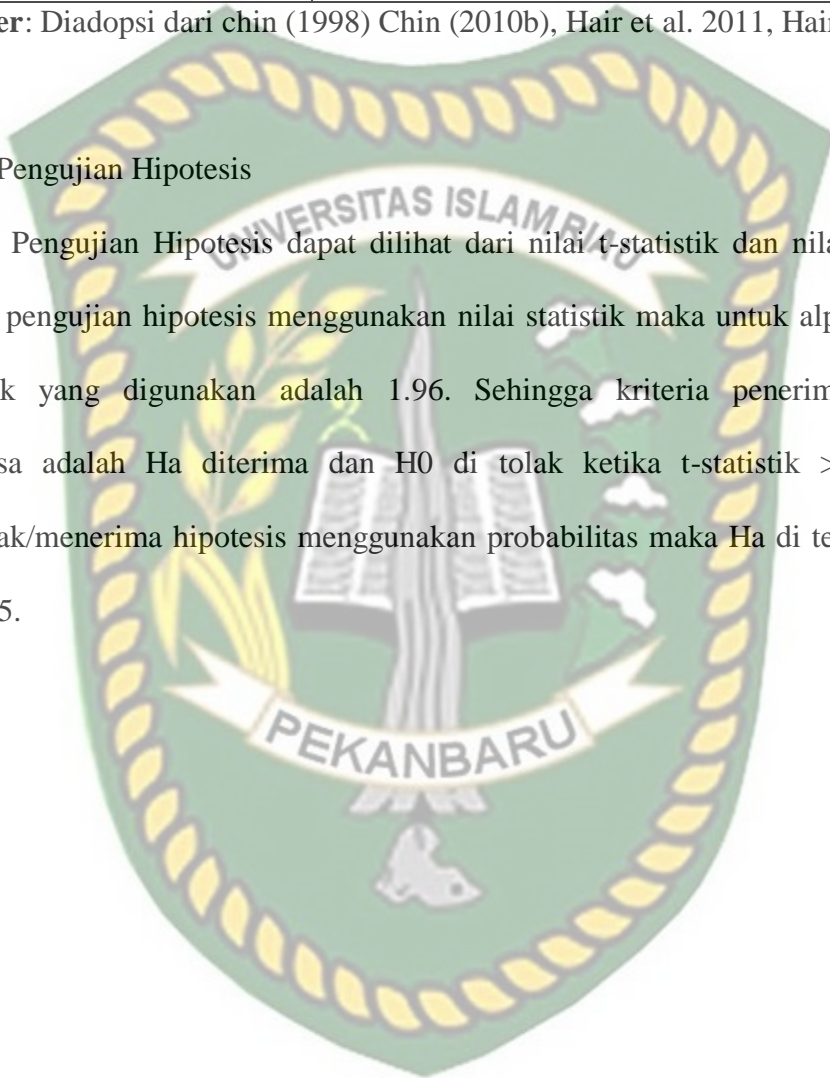 er: Diadopsi dari chin (1998) Chin (2010b), Hair et al. 2011, Hair
Pengujian Hipotesis
UNIVERSITAS ISLAM RIAU
Pengujian Hipotesis dapat dilihat dari nilai t-statistik dan nila
pengujian hipotesis menggunakan nilai statistik maka untuk alp
k yang digunakan adalah 1.96. Sehingga kriteria penerim
sa adalah Ha diterima dan H0 di tolak ketika t-statistik >
ak/menerima hipotesis menggunakan probabilitas maka Ha di te
5.
PEKANBARU